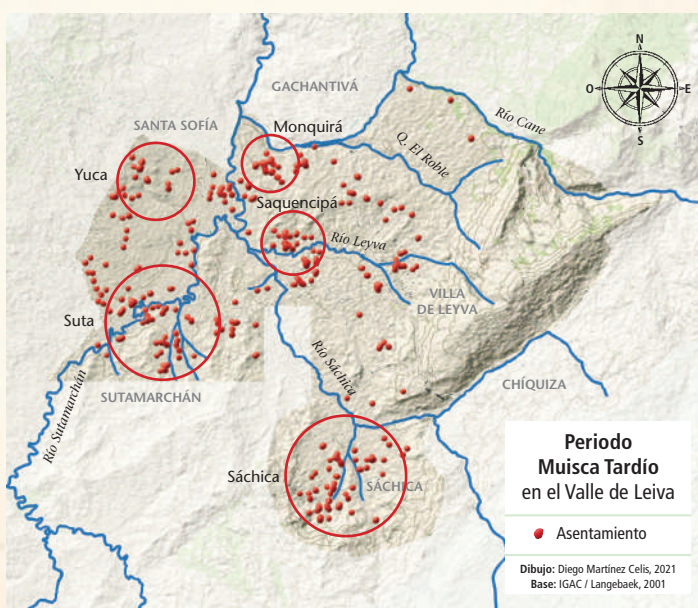 GACHANTIVÁ
N
O
E
S
Río Cane
SANTA SOFÍA
Monquirá
Q. El Roble
Yuca
Saquencipá
Río Leyva
VILLA
DE LEYVA
Suta
Río Sáchica
SUTAMARCHÁN
CHÍQUIZA
Río Sutamarchán
Sáchica
SÁCHICA
Periodo
Muisca Tardío
en el Valle de Leiva
Asentamiento
Dibujo: Diego Martínez Celis, 2021
Base: IGAC / Langebaek, 2001